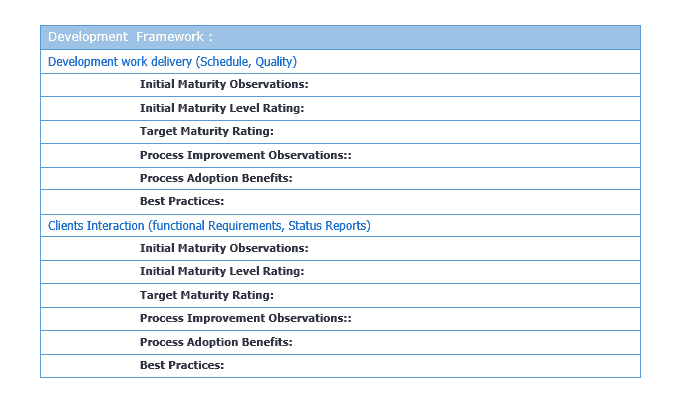 Development Framework :
Development work delivery (Schedule, Quality)
Initial Maturity Observations:
Initial Maturity Level Rating:
Target Maturity Rating:
Process Improvement Observations::
Process Adoption Benefits:
Best Practices:
Clients Interaction (functional Requirements, Status Reports)
Initial Maturity Observations:
Initial Maturity Level Rating:
Target Maturity Rating:
Process Improvement Observations::
Process Adoption Benefits:
Best Practices: